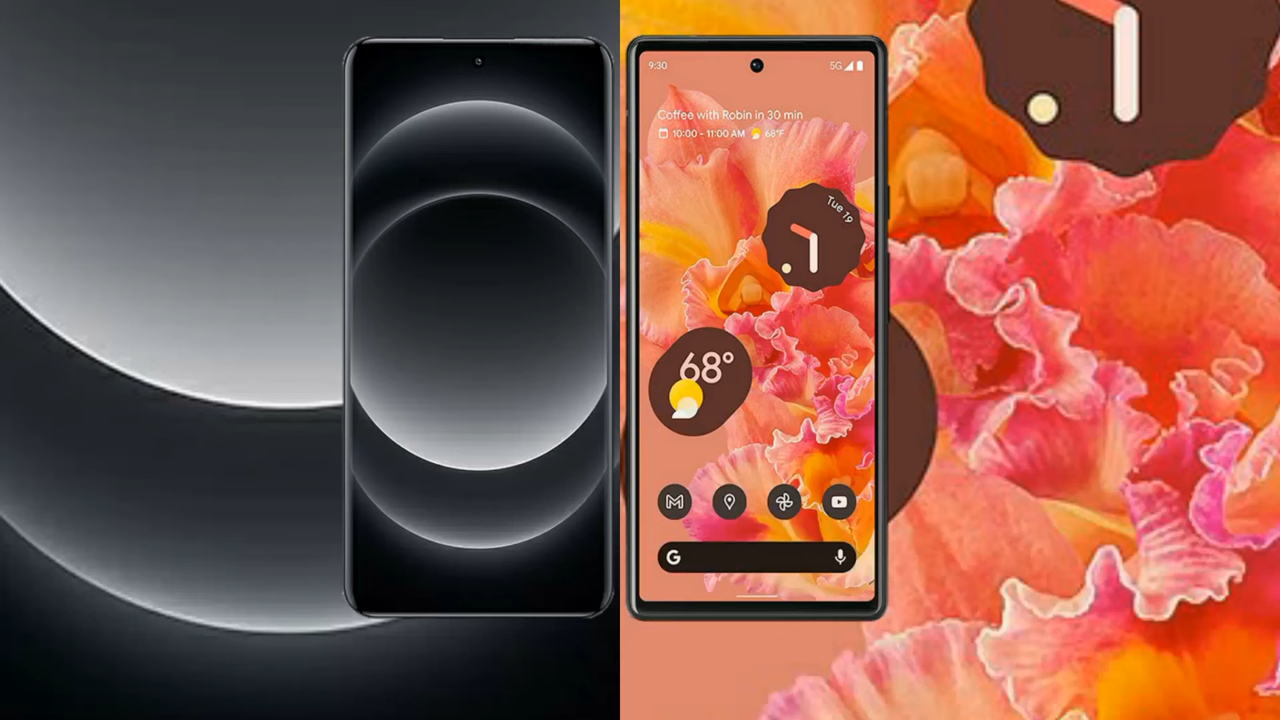 9:30
5G
Coffee with Robin in 30 min
10:00 - 11:00 AM 68°F
Tue 19
68°
G